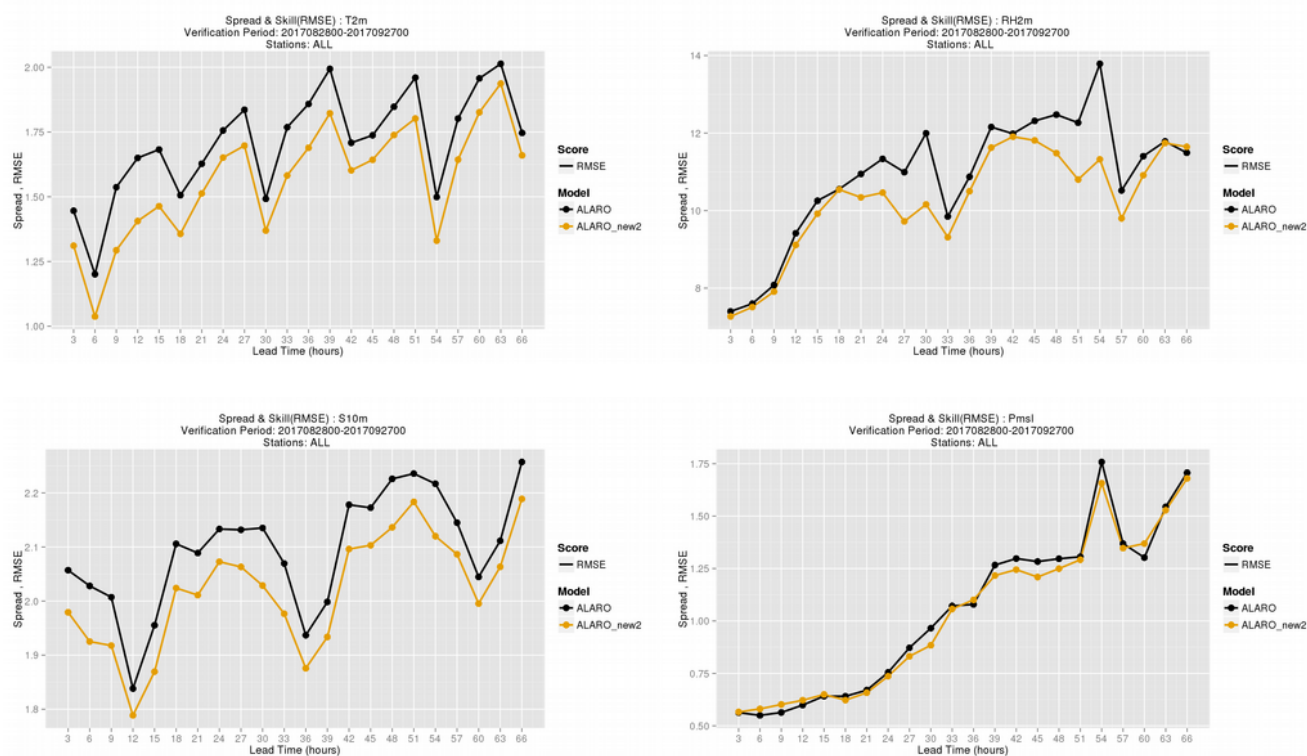 Spread & Skill(RMSE) : T2m
Verification Period: 2017082800-2017092700
Stations: ALL
2.00
1.75
1.50
1.25
1.00
Spread , RMSE
3 6 9 12 15 18 21 24 27 30 33 36 39 42 45 48 51 54 57 60 63 66
Lead Time (hours)
Score
RMSE
Model
ALARO
ALARO_new2
Spread & Skill(RMSE) : RH2m
Verification Period: 2017082800-2017092700
Stations: ALL
14
12
10
8
Spread , RMSE
3 6 9 12 15 18 21 24 27 30 33 36 39 42 45 48 51 54 57 60 63 66
Lead Time (hours)
Score
RMSE
Model
ALARO
ALARO_new2
Spread & Skill(RMSE) : S10m
Verification Period: 2017082800-2017092700
Stations: ALL
2.2
2.1
2.0
1.9
1.8
Spread , RMSE
3 6 9 12 15 18 21 24 27 30 33 36 39 42 45 48 51 54 57 60 63 66
Lead Time (hours)
Score
RMSE
Model
ALARO
ALARO_new2
Spread & Skill(RMSE) : Pmsl
Verification Period: 2017082800-2017092700
Stations: ALL
1.75
1.50
1.25
1.00
0.75
0.50
Spread , RMSE
3 6 9 12 15 18 21 24 27 30 33 36 39 42 45 48 51 54 57 60 63 66
Lead Time (hours)
Score
RMSE
Model
ALARO
ALARO_new2